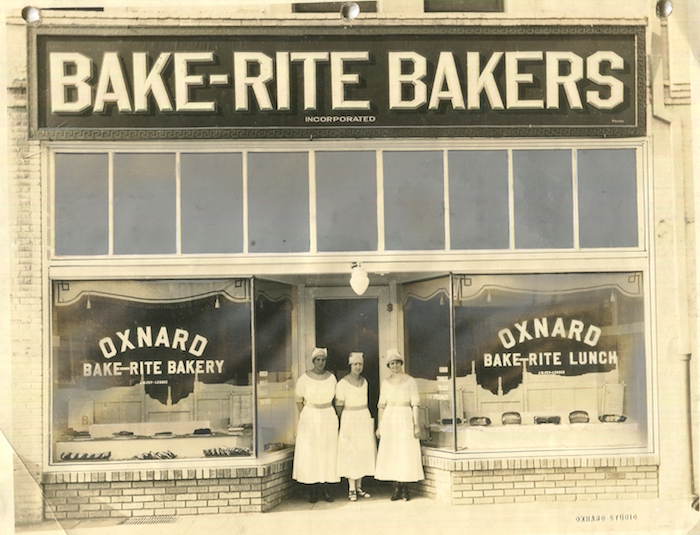 BAKE-RITE BAKERS
INCORPORATED
OXNARD
BAKE-RITE BAKERY
OXNARD
BAKE-RITE LUNCH
OXNARD STUDIO